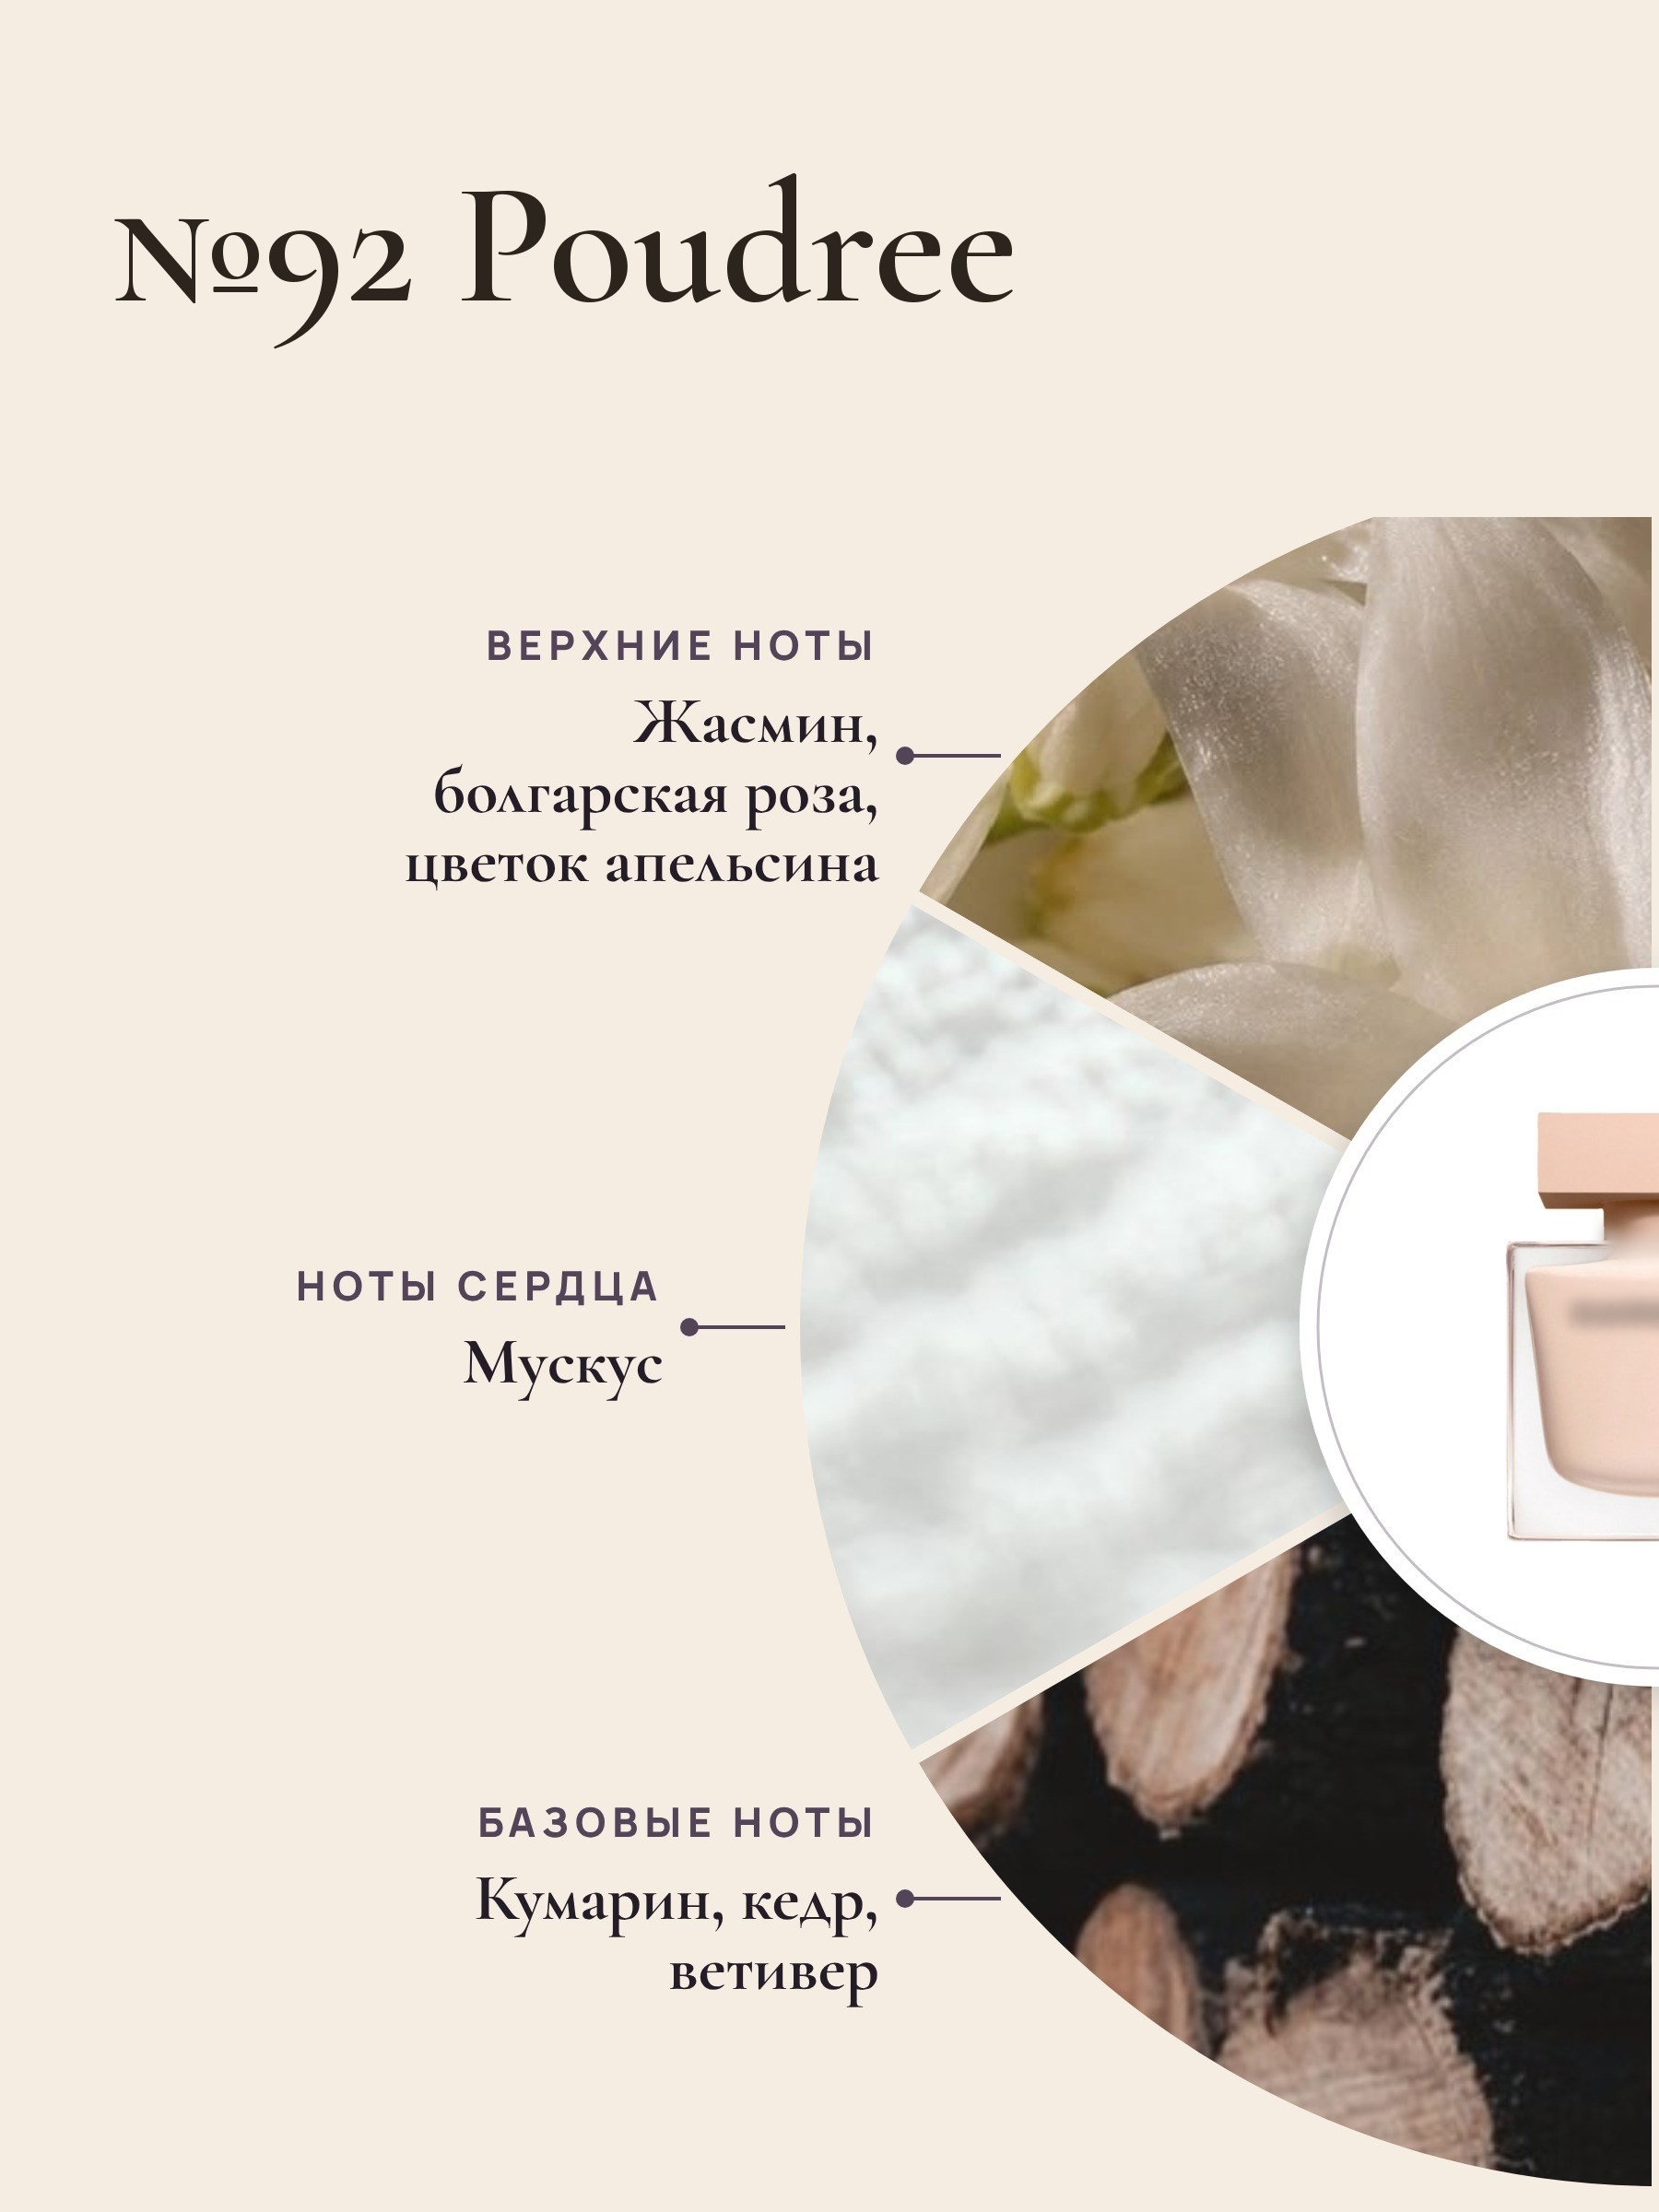 №92 Poudree
ВЕРХНИЕ НОТЫ
Жасмин,
болгарская роза,
цветок апельсина
НОТЫ СЕРДЦА
Мускус
БАЗОВЫЕ НОТЫ
Кумарин, кедр,
ветивер